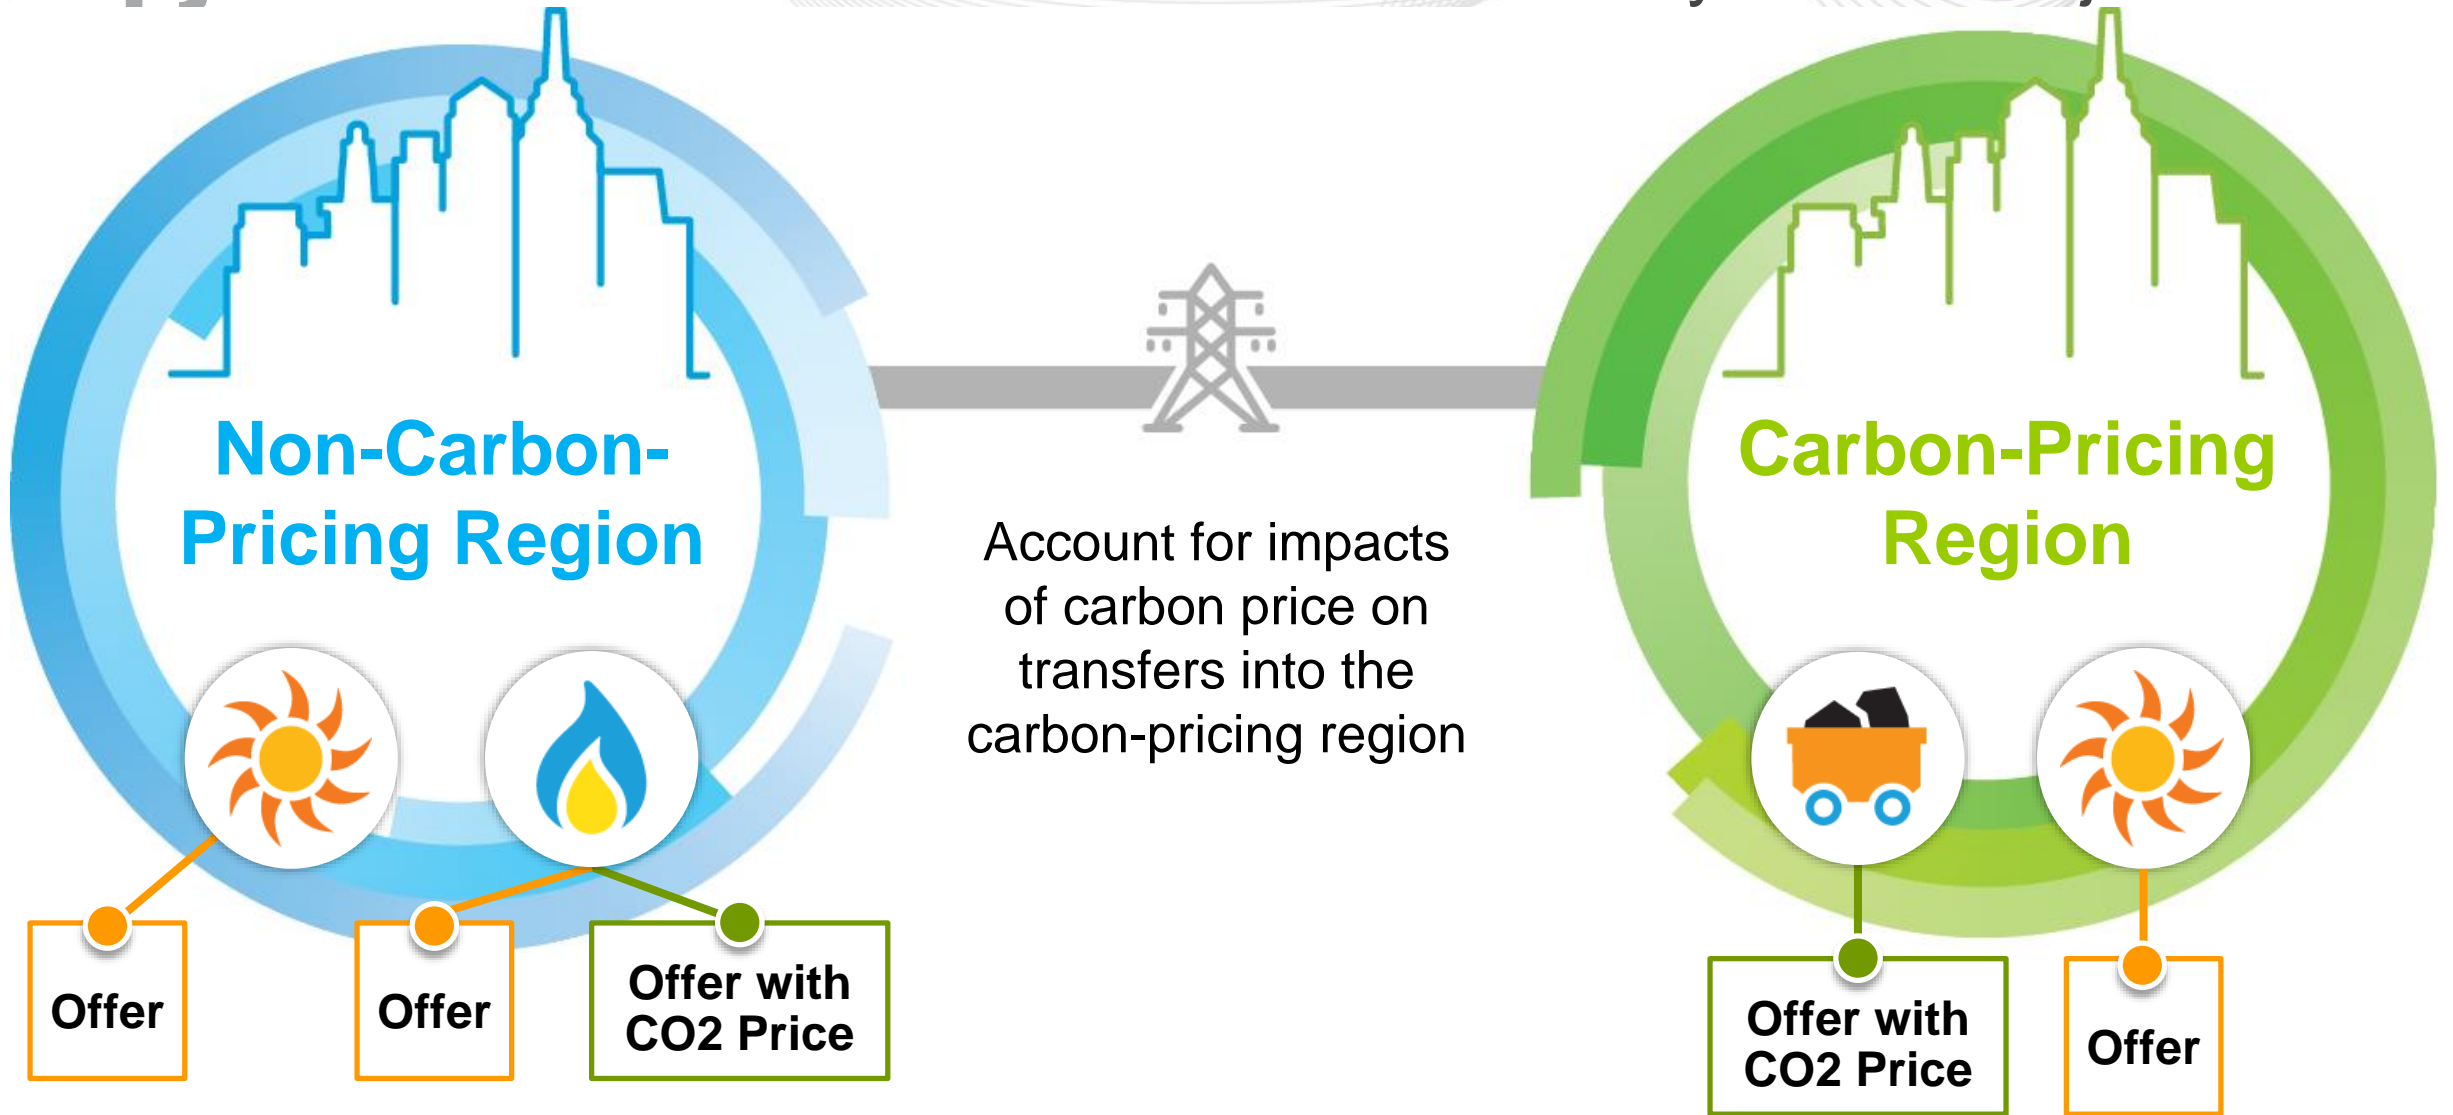 Non-Carbon-
Pricing Region
Carbon-Pricing
Region
Account for impacts
of carbon price on
transfers into the
carbon-pricing region
Offer
Offer
Offer with
CO2 Price
Offer with
CO2 Price
Offer